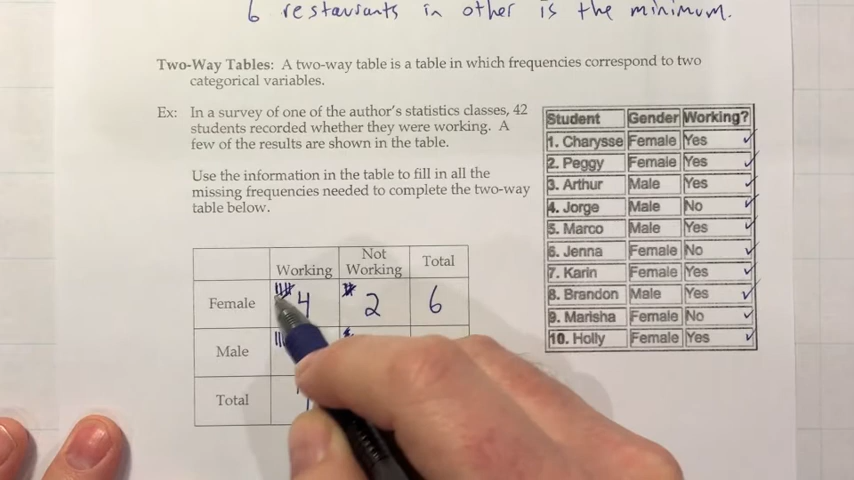 6 restaurants in other is the minimum.
Two-Way Tables: A two-way table is a table in which frequencies correspond to two
categorical variables.
Ex: In a survey of one of the author's statistics classes, 42
students recorded whether they were working. A
few of the results are shown in the table.
Use the information in the table to fill in all the
missing frequencies needed to complete the two-way
table below.
Student Gender Working?
1. Charysse Female Yes
2. Peggy Female Yes
3. Arthur Male Yes
4. Jorge Male No
5. Marco Male Yes
6. Jenna Female No
7. Karin Female Yes
8. Brandon Male Yes
9. Marisha Female No
10. Holly Female Yes
Working Not Working Total
Female 4 2 6
Male
Total